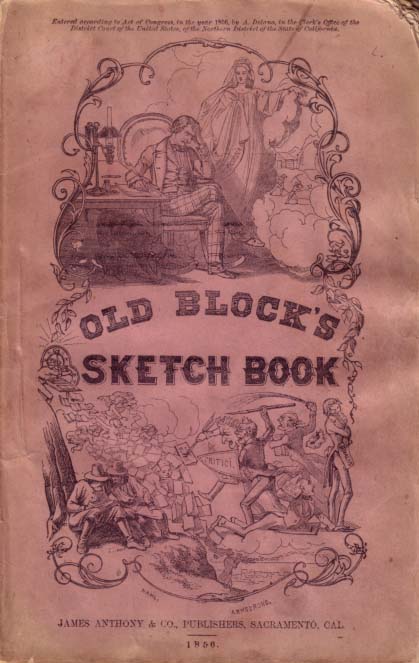 Entered according to Act of Congress, in the year 1856, by A. Delano, in the Clerk's Office of the
District Court of the United States, of the Northern District of the State of California.
OLD BLOCK'S
SKETCH BOOK
CRITIC!
ARMSTRONG.
JAMES ANTHONY & CO., PUBLISHERS, SACRAMENTO, CAL.
1856.